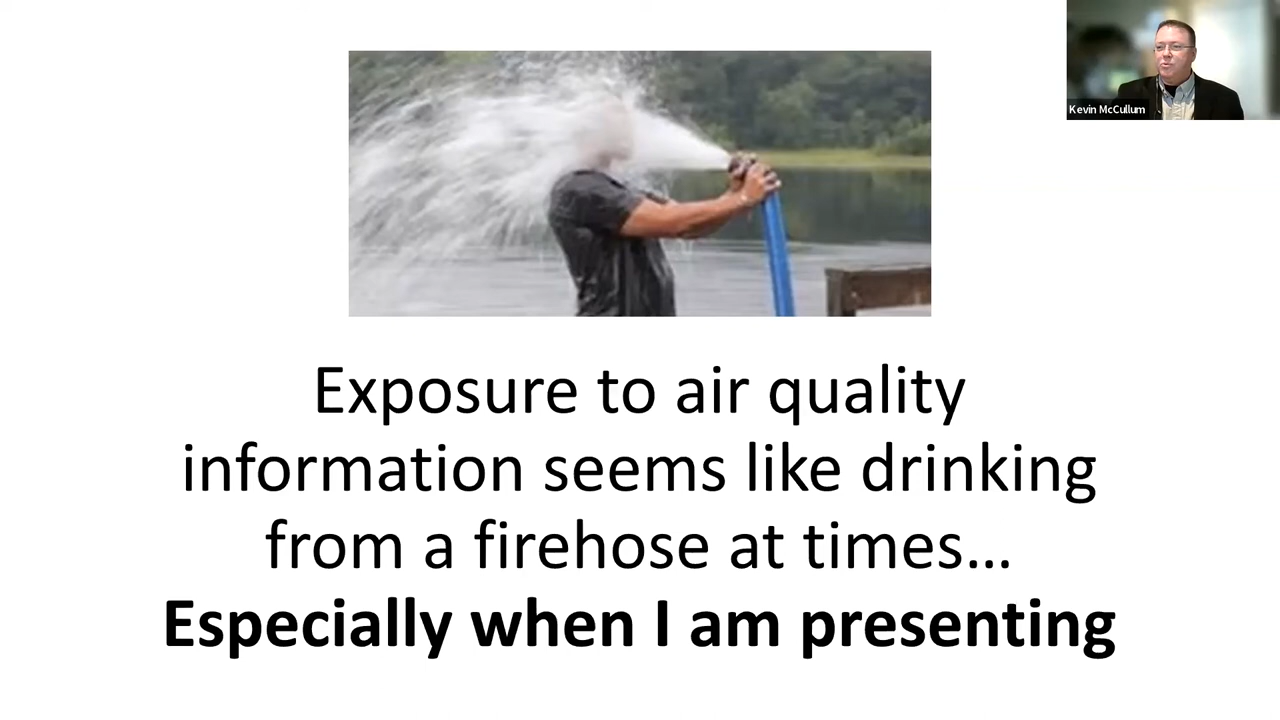 Kevin McCullum
Exposure to air quality
information seems like drinking
from a firehose at times...
Especially when I am presenting